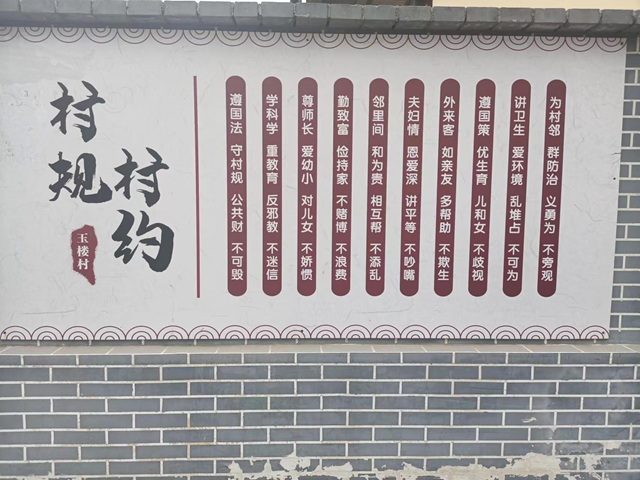 村规
村约
玉楼村
遵国法 守村规 公共财 不可毁
学科学 重教育 反邪教 不迷信
尊师长 爱幼小 对儿女 不娇惯
勤致富 俭持家 不赌博 不浪费
邻里间 和为贵 相互帮 不添乱
夫妇情 恩爱深 讲平等 不吵嘴
外来客 如亲友 多帮助 不欺生
遵国策 优生育 儿和女 不歧视
讲卫生 爱环境 乱堆占 不可为
为村邻 群防治 义勇为 不旁观